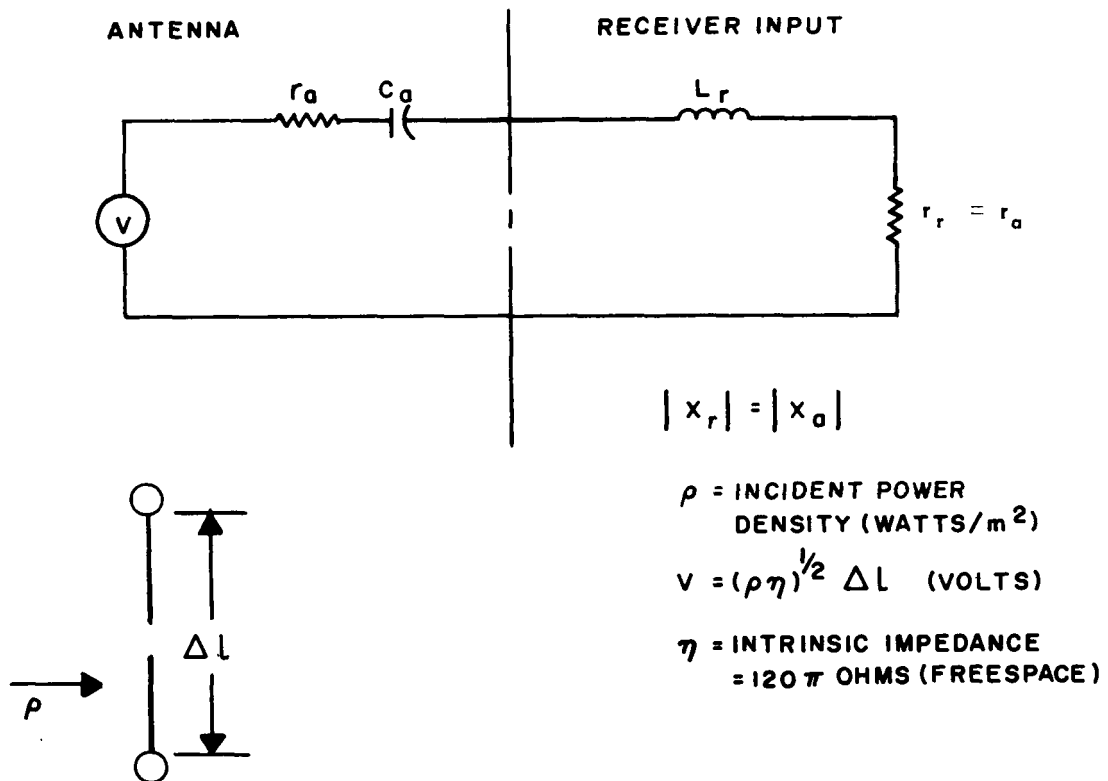 ANTENNA
RECEIVER INPUT
ra
Ca
Lr
V
rr = ra
|xr| = |xa|
ρ = INCIDENT POWER
DENSITY (WATTS/m²)
V = (ρη)^1/2 Δl (VOLTS)
η = INTRINSIC IMPEDANCE
= 120π OHMS (FREESPACE)
Δl
ρ